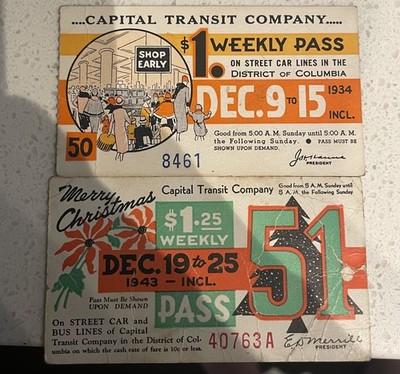 ....CAPITAL TRANSIT COMPANY....
$1. WEEKLY PASS
ON STREET CAR LINES IN THE
DISTRICT OF COLUMBIA
SHOP
EARLY
DEC. 9 TO 15 1934
INCL.
50
8461
Good from 5:00 A.M. Sunday until 5:00 A.M.
the Following Sunday. • PASS MUST BE
SHOWN UPON DEMAND.
PRESIDENT
Merry
Christmas
Capital Transit Company
Good from 5 A.M. Sunday until
5 A.M. the Following Sunday
$1.25
WEEKLY
51
DEC. 19 to 25
1943 - INCL.
Pass Must Be Shown
UPON DEMAND
PASS
On STREET CAR and
BUS LINES of Capital
Transit Company in the District of Col-
umbia on which the cash rate of fare is 10c or less.
40763A
E D Merrill
PRESIDENT